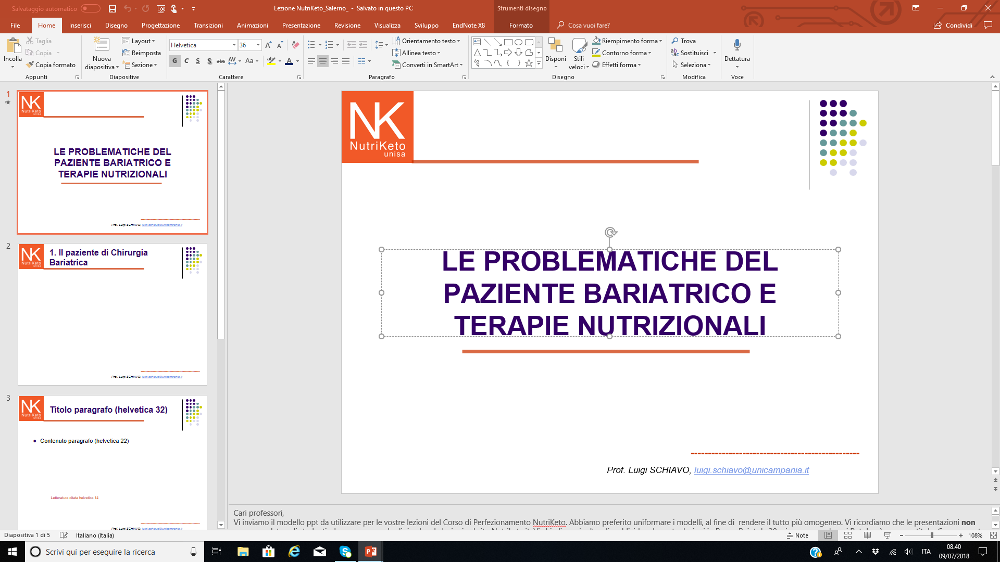 Salvataggio automatico
Lezione NutriKeto_Salerno_ - Salvato in questo PC
Strumenti disegno
File
Home
Inserisci
Disegno
Progettazione
Transizioni
Animazioni
Presentazione
Revisione
Visualizza
Sviluppo
EndNote X8
Formato
Cosa vuoi fare?
Condividi
Incolla
Taglia
Copia
Copia formato
Appunti
Nuova
diapositiva
Layout
Reimposta
Sezione
Diapositive
Helvetica
36
G C S S abc AV Aa
Carattere
Orientamento testo
Allinea testo
Converti in SmartArt
Paragrafo
Disponi
Stili
veloci
Riempimento forma
Contorno forma
Effetti forma
Disegno
Trova
Sostituisci
Seleziona
Modifica
Dettatura
Voce
1
NK
NutriKeto
unisa
LE PROBLEMATICHE DEL
PAZIENTE BARIATRICO E
TERAPIE NUTRIZIONALI
Prof. Luigi SCHIAVO, luigi.schiavo@unicampania.it
2
NK
NutriKeto
unisa
1. Il paziente di Chirurgia
Bariatrica
Prof. Luigi SCHIAVO, luigi.schiavo@unicampania.it
3
NK
NutriKeto
unisa
Titolo paragrafo (helvetica 32)
Contenuto paragrafo (helvetica 22)
Letteratura citata helvetica 14
Prof. Luigi SCHIAVO, luigi.schiavo@unicampania.it
NK
NutriKeto
unisa
LE PROBLEMATICHE DEL
PAZIENTE BARIATRICO E
TERAPIE NUTRIZIONALI
Prof. Luigi SCHIAVO, luigi.schiavo@unicampania.it
Cari professori,
Vi inviamo il modello ppt da utilizzare per le vostre lezioni del Corso di Perfezionamento NutriKeto. Abbiamo preferito uniformare i modelli, al fine di rendere il tutto più omogeneo. Vi ricordiamo che le presentazioni non
Diapositiva 1 di 5
Italiano (Italia)
Note
108%
Scrivi qui per eseguire la ricerca
ITA
08.40
09/07/2018